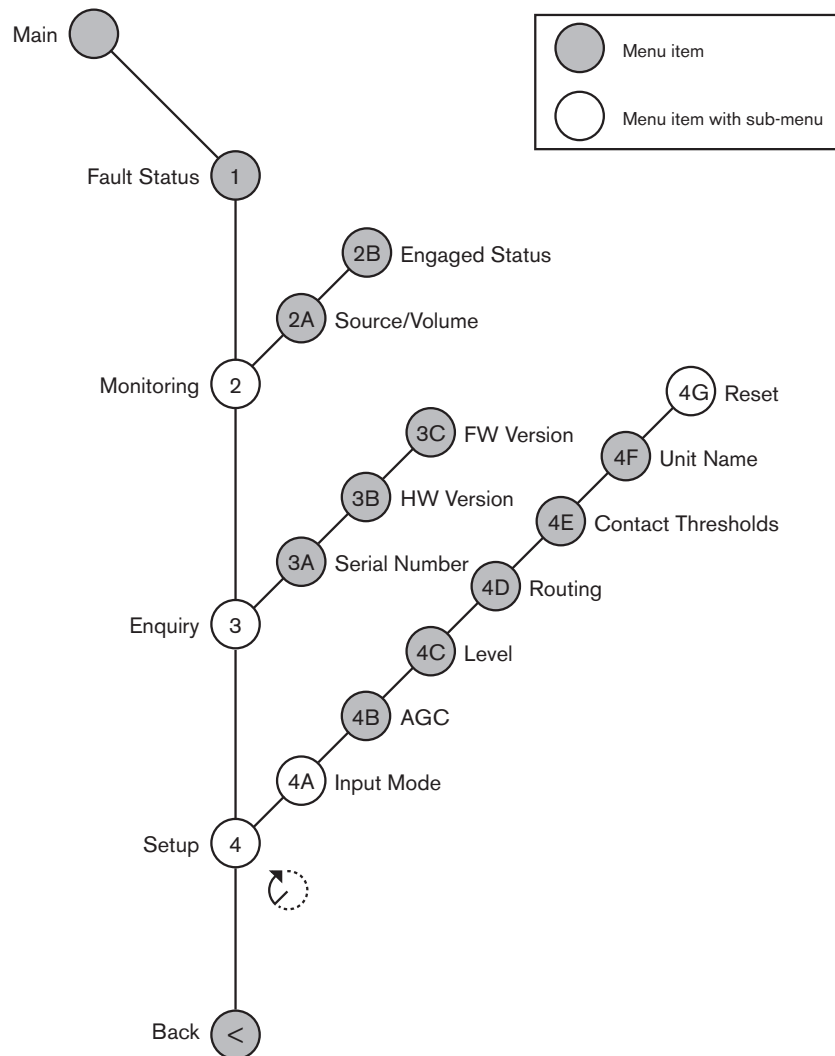 Main
Menu item
Menu item with sub-menu
Fault Status 1
2B Engaged Status
2A Source/Volume
Monitoring 2
4G Reset
3C FW Version
4F Unit Name
3B HW Version
4E Contact Thresholds
3A Serial Number
4D Routing
Enquiry 3
4C Level
4B AGC
4A Input Mode
Setup 4
Back <